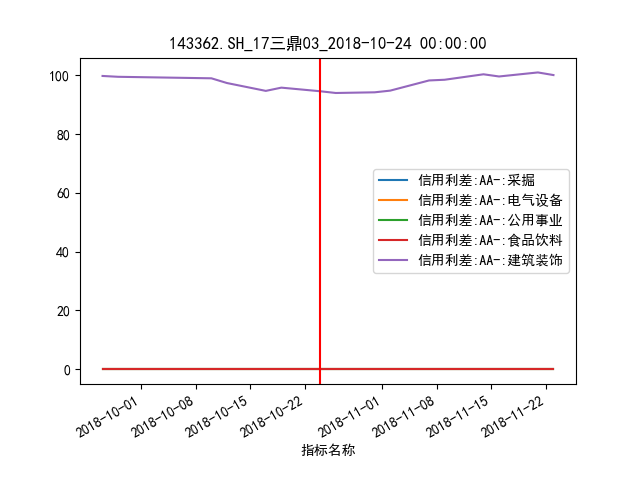 143362.SH_17三鼎03_2018-10-24 00:00:00
100
80
60
40
20
0
信用利差:AA-:采掘
信用利差:AA-:电气设备
信用利差:AA-:公用事业
信用利差:AA-:食品饮料
信用利差:AA-:建筑装饰
2018-10-01
2018-10-08
2018-10-15
2018-10-22
2018-11-01
2018-11-08
2018-11-15
2018-11-22
指标名称